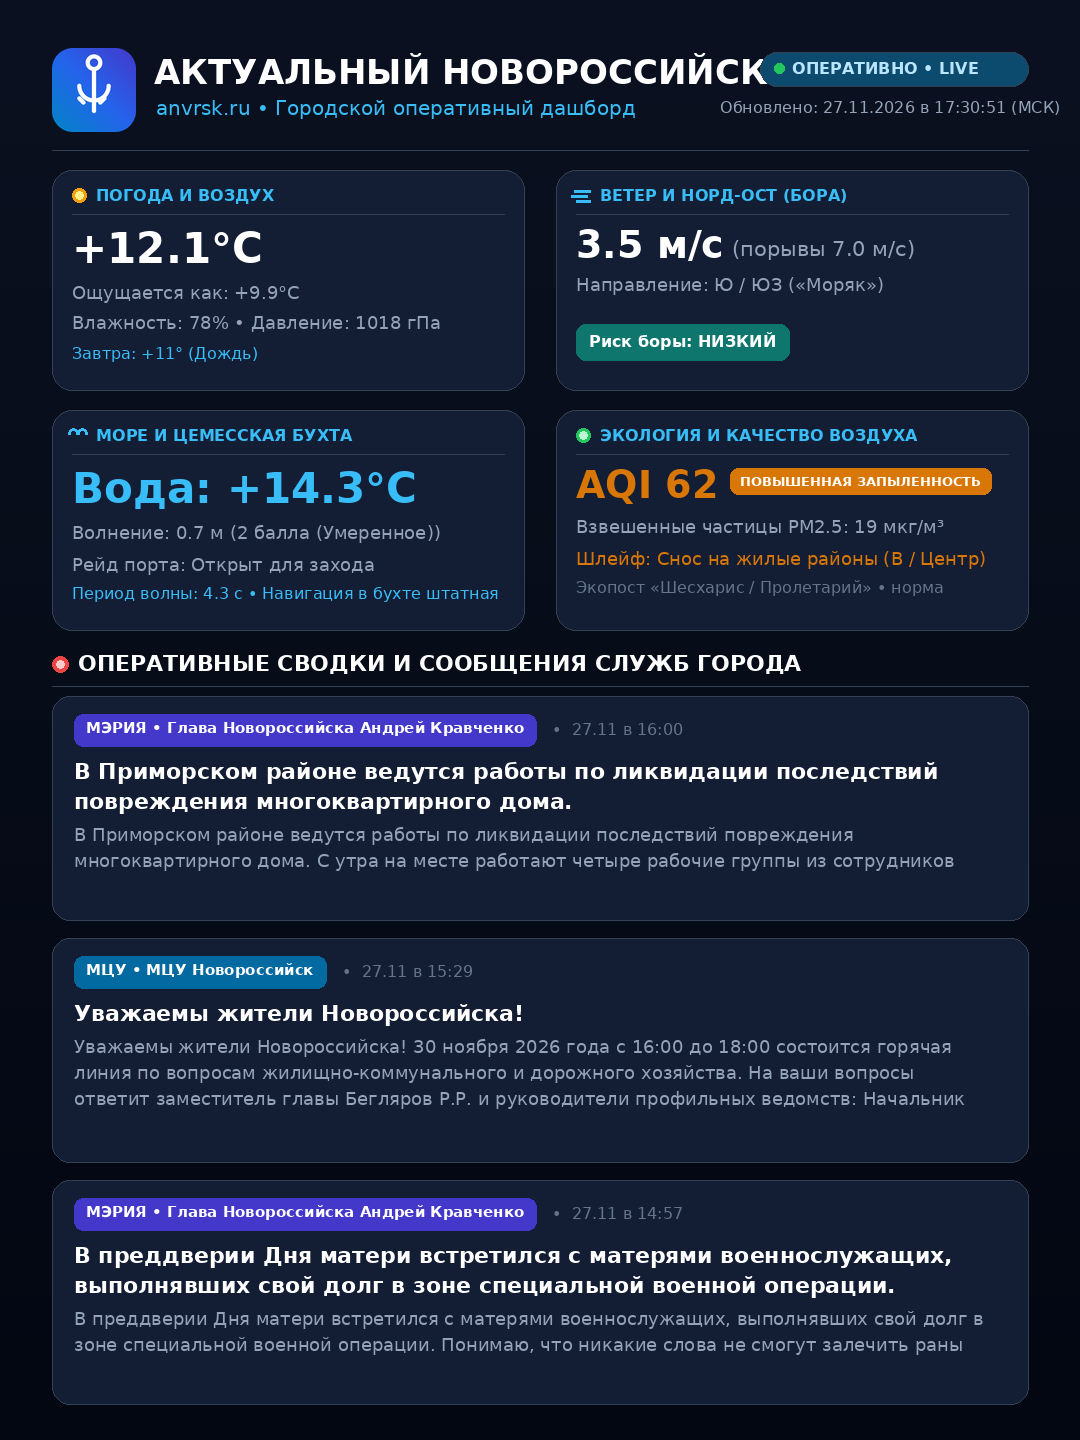 АКТУАЛЬНЫЙ НОВОРОССИЙСК
ОПЕРАТИВНО • LIVE
anvrsk.ru • Городской оперативный дашборд
Обновлено: 27.11.2026 в 17:30:51 (МСК)
ПОГОДА И ВОЗДУХ
+12.1°C
Ощущается как: +9.9°C
Влажность: 78% • Давление: 1018 гПа
Завтра: +11° (Дождь)
ВЕТЕР И НОРД-ОСТ (БОРА)
3.5 м/с (порывы 7.0 м/с)
Направление: Ю / ЮЗ («Моряк»)
Риск боры: НИЗКИЙ
МОРЕ И ЦЕМЕССКАЯ БУХТА
Вода: +14.3°C
Волнение: 0.7 м (2 балла (Умеренное))
Рейд порта: Открыт для захода
Период волны: 4.3 с • Навигация в бухте штатная
ЭКОЛОГИЯ И КАЧЕСТВО ВОЗДУХА
AQI 62 ПОВЫШЕННАЯ ЗАПЫЛЕННОСТЬ
Взвешенные частицы PM2.5: 19 мкг/м³
Шлейф: Снос на жилые районы (В / Центр)
Экопост «Шесхарис / Пролетарий» • норма
ОПЕРАТИВНЫЕ СВОДКИ И СООБЩЕНИЯ СЛУЖБ ГОРОДА
МЭРИЯ • Глава Новороссийска Андрей Кравченко • 27.11 в 16:00
В Приморском районе ведутся работы по ликвидации последствий
повреждения многоквартирного дома.
В Приморском районе ведутся работы по ликвидации последствий повреждения
многоквартирного дома. С утра на месте работают четыре рабочие группы из сотрудников
МЦУ • МЦУ Новороссийск • 27.11 в 15:29
Уважаемы жители Новороссийска!
Уважаемы жители Новороссийска! 30 ноября 2026 года с 16:00 до 18:00 состоится горячая
линия по вопросам жилищно-коммунального и дорожного хозяйства. На ваши вопросы
ответит заместитель главы Бегляров Р.Р. и руководители профильных ведомств: Начальник
МЭРИЯ • Глава Новороссийска Андрей Кравченко • 27.11 в 14:57
В преддверии Дня матери встретился с матерями военнослужащих,
выполнявших свой долг в зоне специальной военной операции.
В преддверии Дня матери встретился с матерями военнослужащих, выполнявших свой долг в
зоне специальной военной операции. Понимаю, что никакие слова не смогут залечить раны